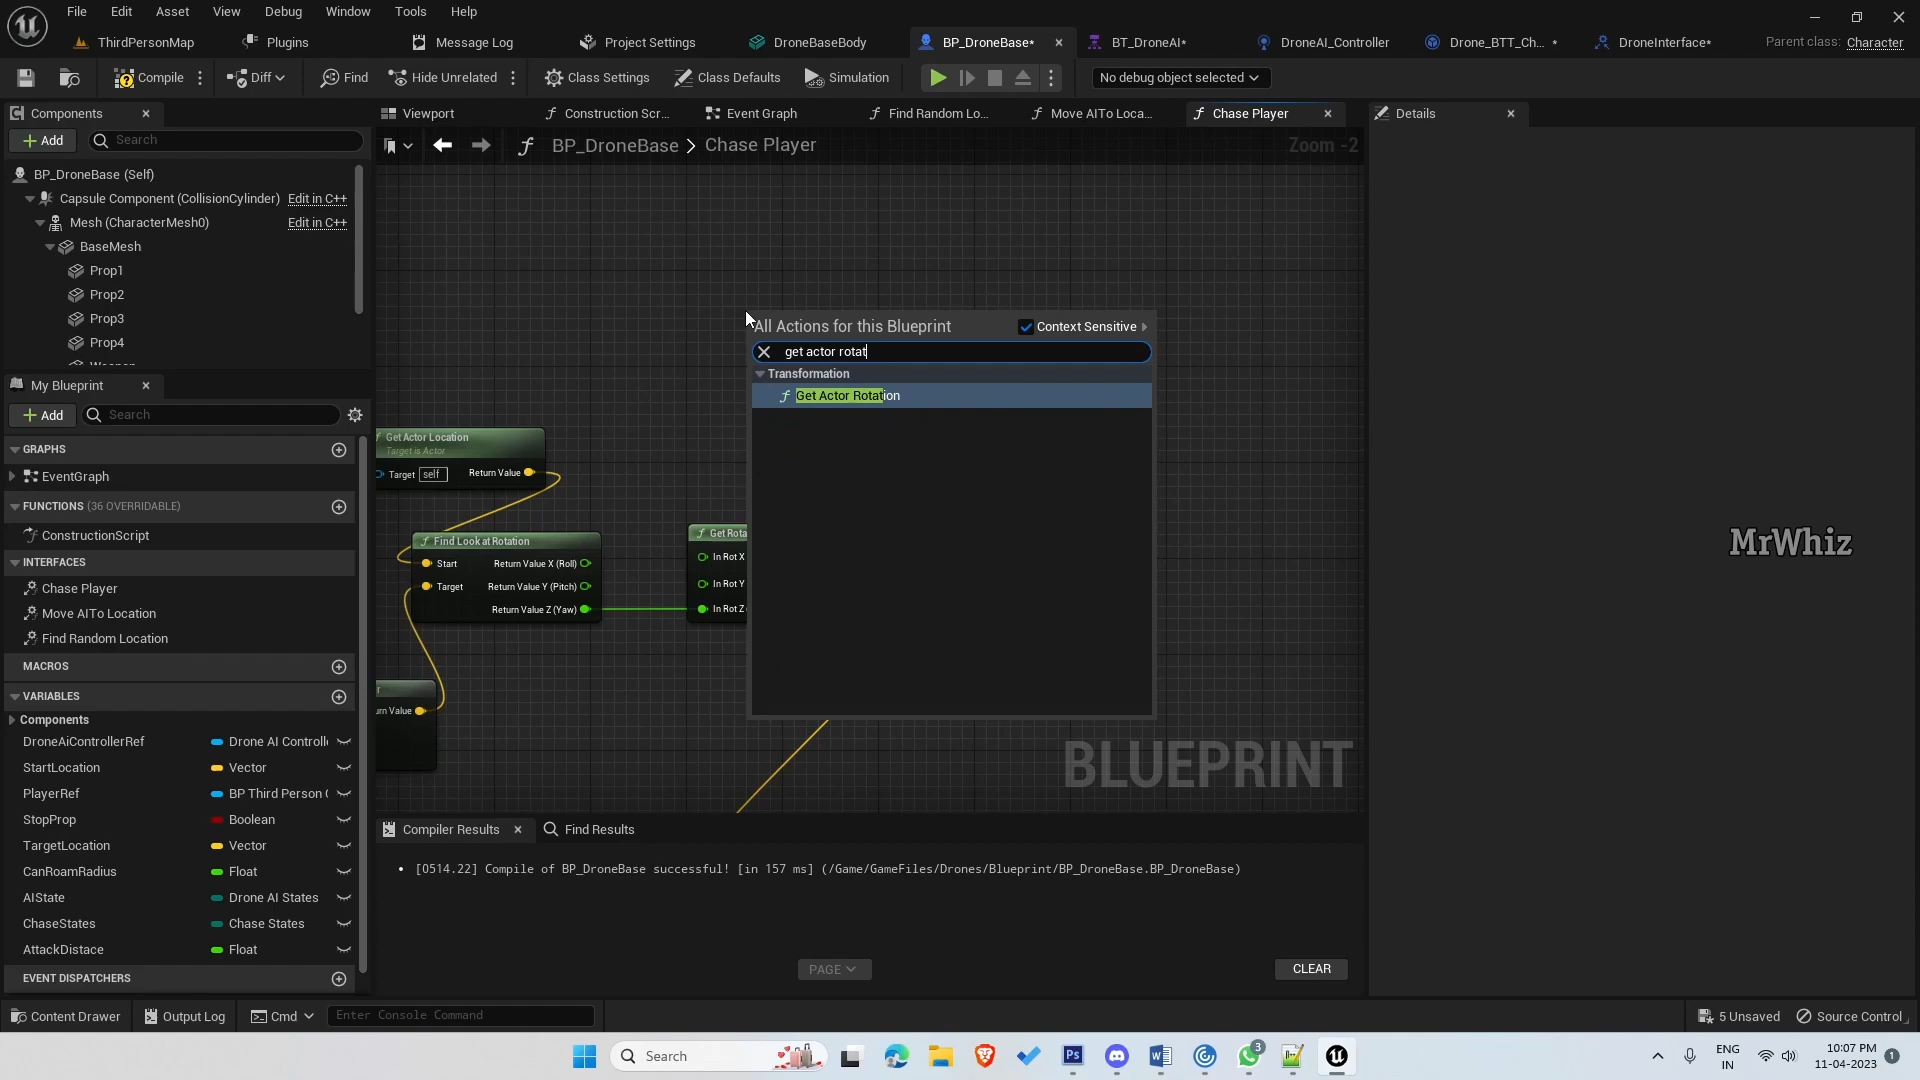 File Edit Asset View Debug Window Tools Help
ThirdPersonMap Plugins Message Log Project Settings DroneBaseBody BP_DroneBase* BT_DroneAI* DroneAI_Controller Drone_BTT_Ch... * DroneInterface* Parent class: Character
Compile Diff Find Hide Unrelated Class Settings Class Defaults Simulation No debug object selected
Components
Add Search
BP_DroneBase (Self)
Capsule Component (CollisionCylinder) Edit in C++
Mesh (CharacterMesh0) Edit in C++
BaseMesh
Prop1
Prop2
Prop3
Prop4
My Blueprint
Add Search
GRAPHS
EventGraph
FUNCTIONS (36 OVERRIDABLE)
ConstructionScript
INTERFACES
Chase Player
Move AITo Location
Find Random Location
MACROS
VARIABLES
Components
DroneAiControllerRef Drone AI Controll
StartLocation Vector
PlayerRef BP Third Person
StopProp Boolean
TargetLocation Vector
CanRoamRadius Float
AIState Drone AI States
ChaseStates Chase States
AttackDistace Float
EVENT DISPATCHERS
Viewport Construction Scr... Event Graph Find Random Lo... Move AITo Loca... Chase Player
BP_DroneBase > Chase Player Zoom -2
All Actions for this Blueprint Context Sensitive
get actor rotat
Transformation
Get Actor Rotation
Get Actor Location
Target is Actor
Target self Return Value
Find Look at Rotation
Start Return Value X (Roll)
Target Return Value Y (Pitch)
Return Value Z (Yaw)
Get Rota
In Rot X
In Rot Y
In Rot Z
urn Value
BLUEPRINT
Compiler Results Find Results
[0514.22] Compile of BP_DroneBase successful! [in 157 ms] (/Game/GameFiles/Drones/Blueprint/BP_DroneBase.BP_DroneBase)
PAGE CLEAR
Details
MrWhiz
Content Drawer Output Log Cmd Enter Console Command 5 Unsaved Source Control
Search 3 ENG IN 10:07 PM 11-04-2023 1